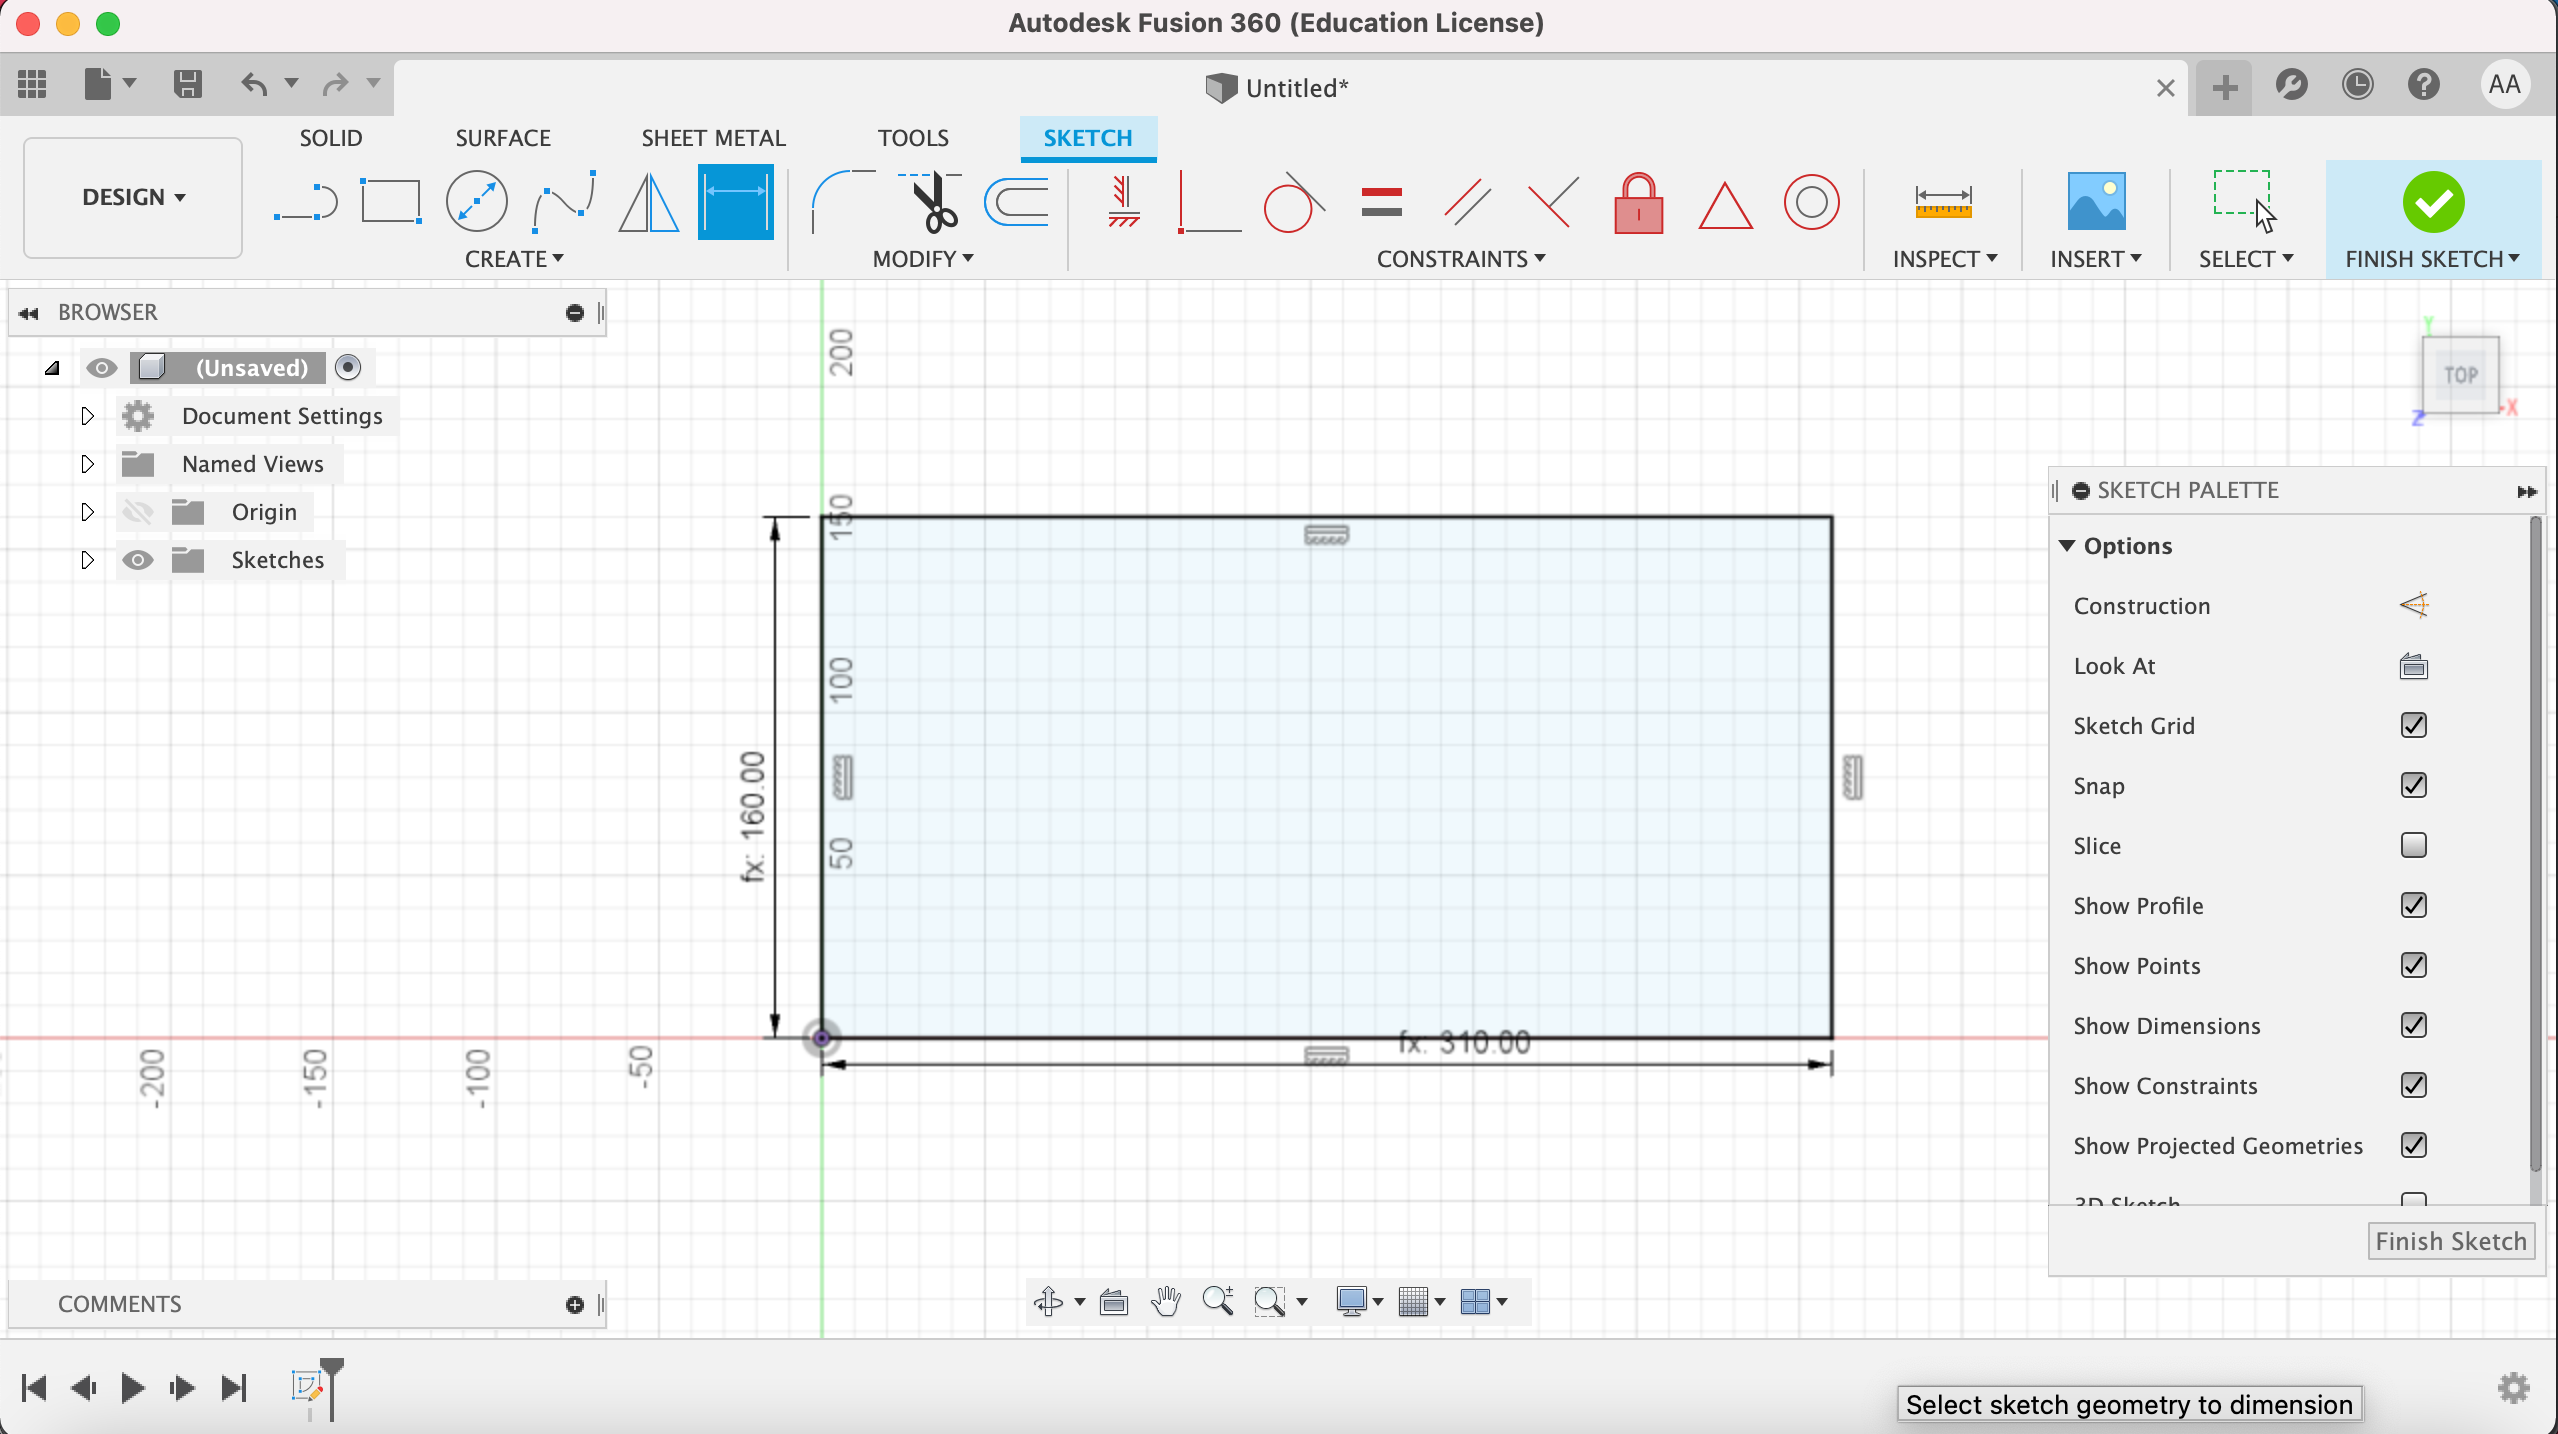 Autodesk Fusion 360 (Education License)
Untitled*
AA
SOLID SURFACE SHEET METAL TOOLS SKETCH
DESIGN
CREATE MODIFY CONSTRAINTS INSPECT INSERT SELECT FINISH SKETCH
BROWSER
(Unsaved)
Document Settings
Named Views
Origin
Sketches
200
150
100
50
fx: 160.00
fx: 310.00
-200 -150 -100 -50
Y
TOP
X
Z
SKETCH PALETTE
Options
Construction
Look At
Sketch Grid
Snap
Slice
Show Profile
Show Points
Show Dimensions
Show Constraints
Show Projected Geometries
3D Sketch
Finish Sketch
COMMENTS
Select sketch geometry to dimension